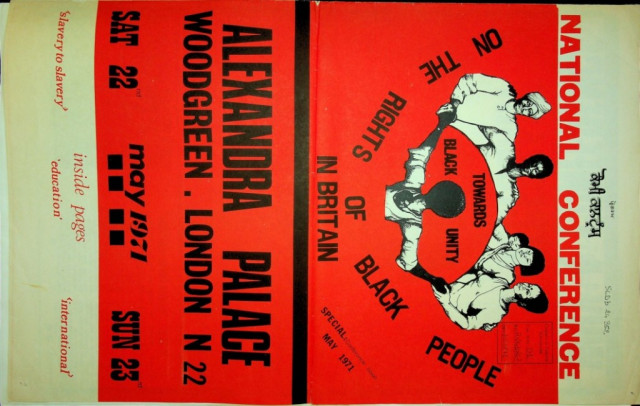 NATIONAL CONFERENCE
ON THE RIGHTS OF BLACK PEOPLE
IN BRITAIN
TOWARDS
BLACK UNITY
SPECIAL
MAY 1971
ALEXANDRA PALACE
WOODGREEN . LONDON N 22
SAT 22 may 1971 SUN 23
inside pages
'slavery to slavery' 'education' 'international'